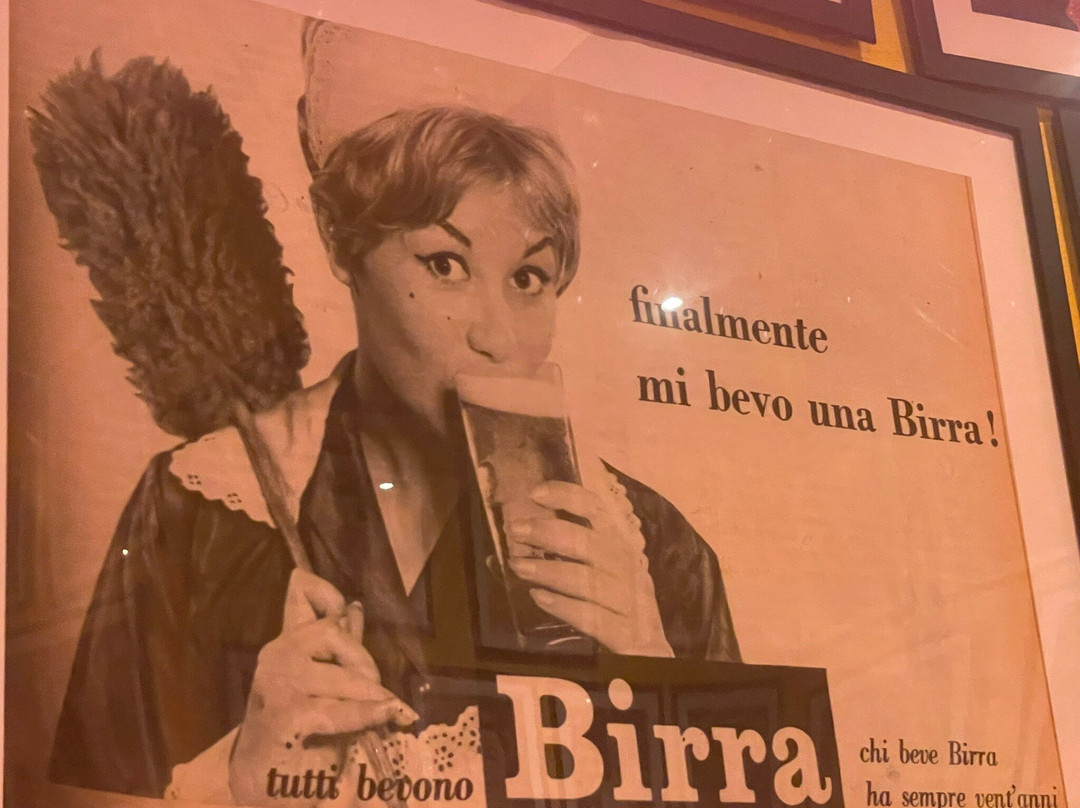 finalmente
mi bevo una Birra!
tutti bevono Birra
chi beve Birra
ha sempre vent'anni